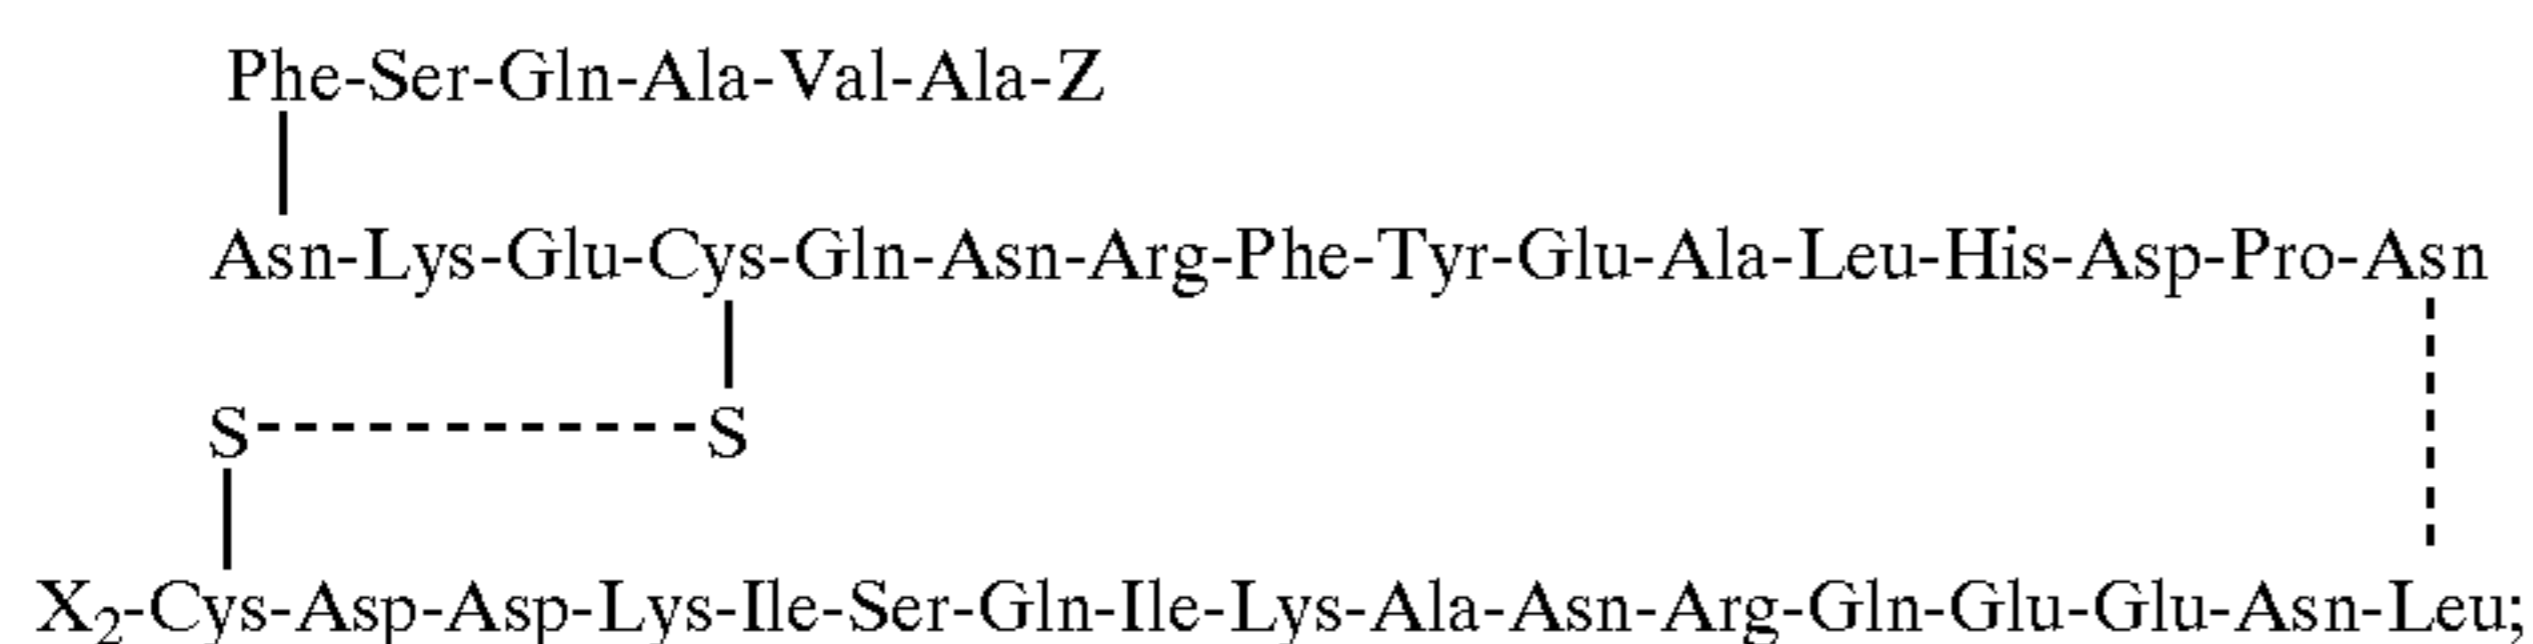 Phe-Ser-Gln-Ala-Val-Ala-Z
Asn-Lys-Glu-Cys-Gln-Asn-Arg-Phe-Tyr-Glu-Ala-Leu-His-Asp-Pro-Asn
S S
X₂-Cys-Asp-Asp-Lys-Ile-Ser-Gln-Ile-Lys-Ala-Asn-Arg-Gln-Glu-Glu-Asn-Leu;